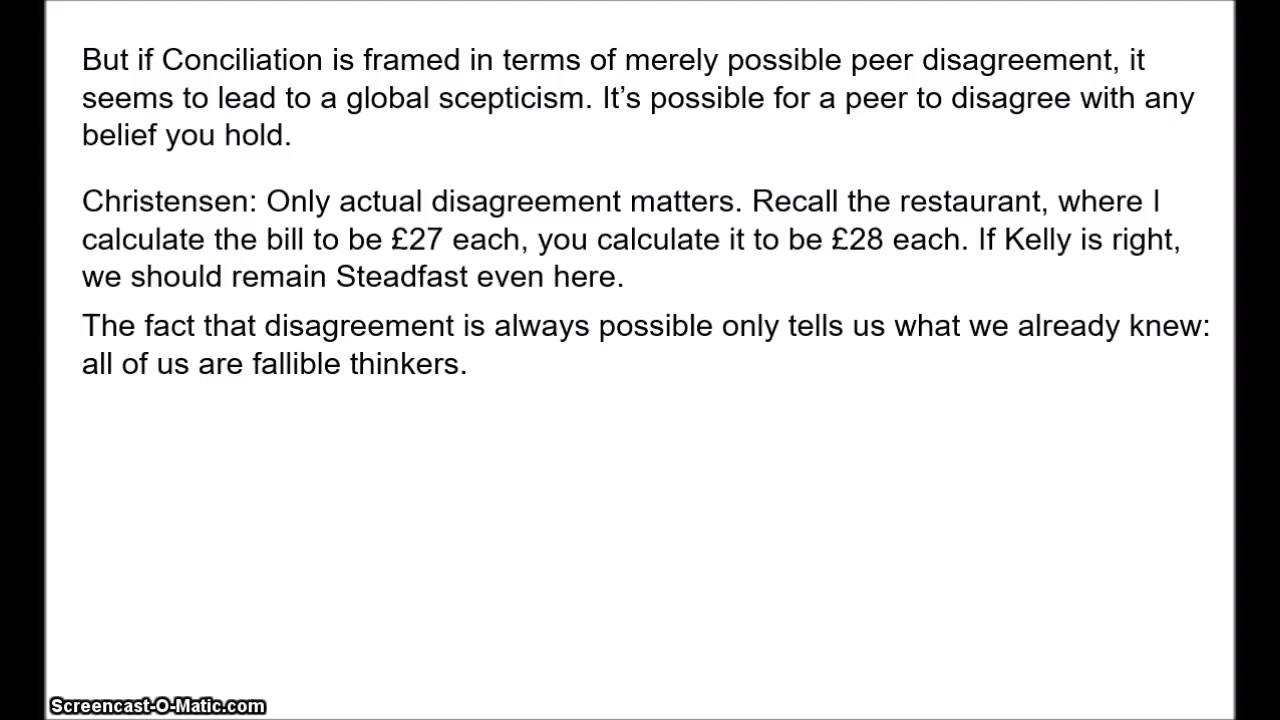 But if Conciliation is framed in terms of merely possible peer disagreement, it
seems to lead to a global scepticism. It’s possible for a peer to disagree with any
belief you hold.
Christensen: Only actual disagreement matters. Recall the restaurant, where I
calculate the bill to be £27 each, you calculate it to be £28 each. If Kelly is right,
we should remain Steadfast even here.
The fact that disagreement is always possible only tells us what we already knew:
all of us are fallible thinkers.
Screencast-O-Matic.com